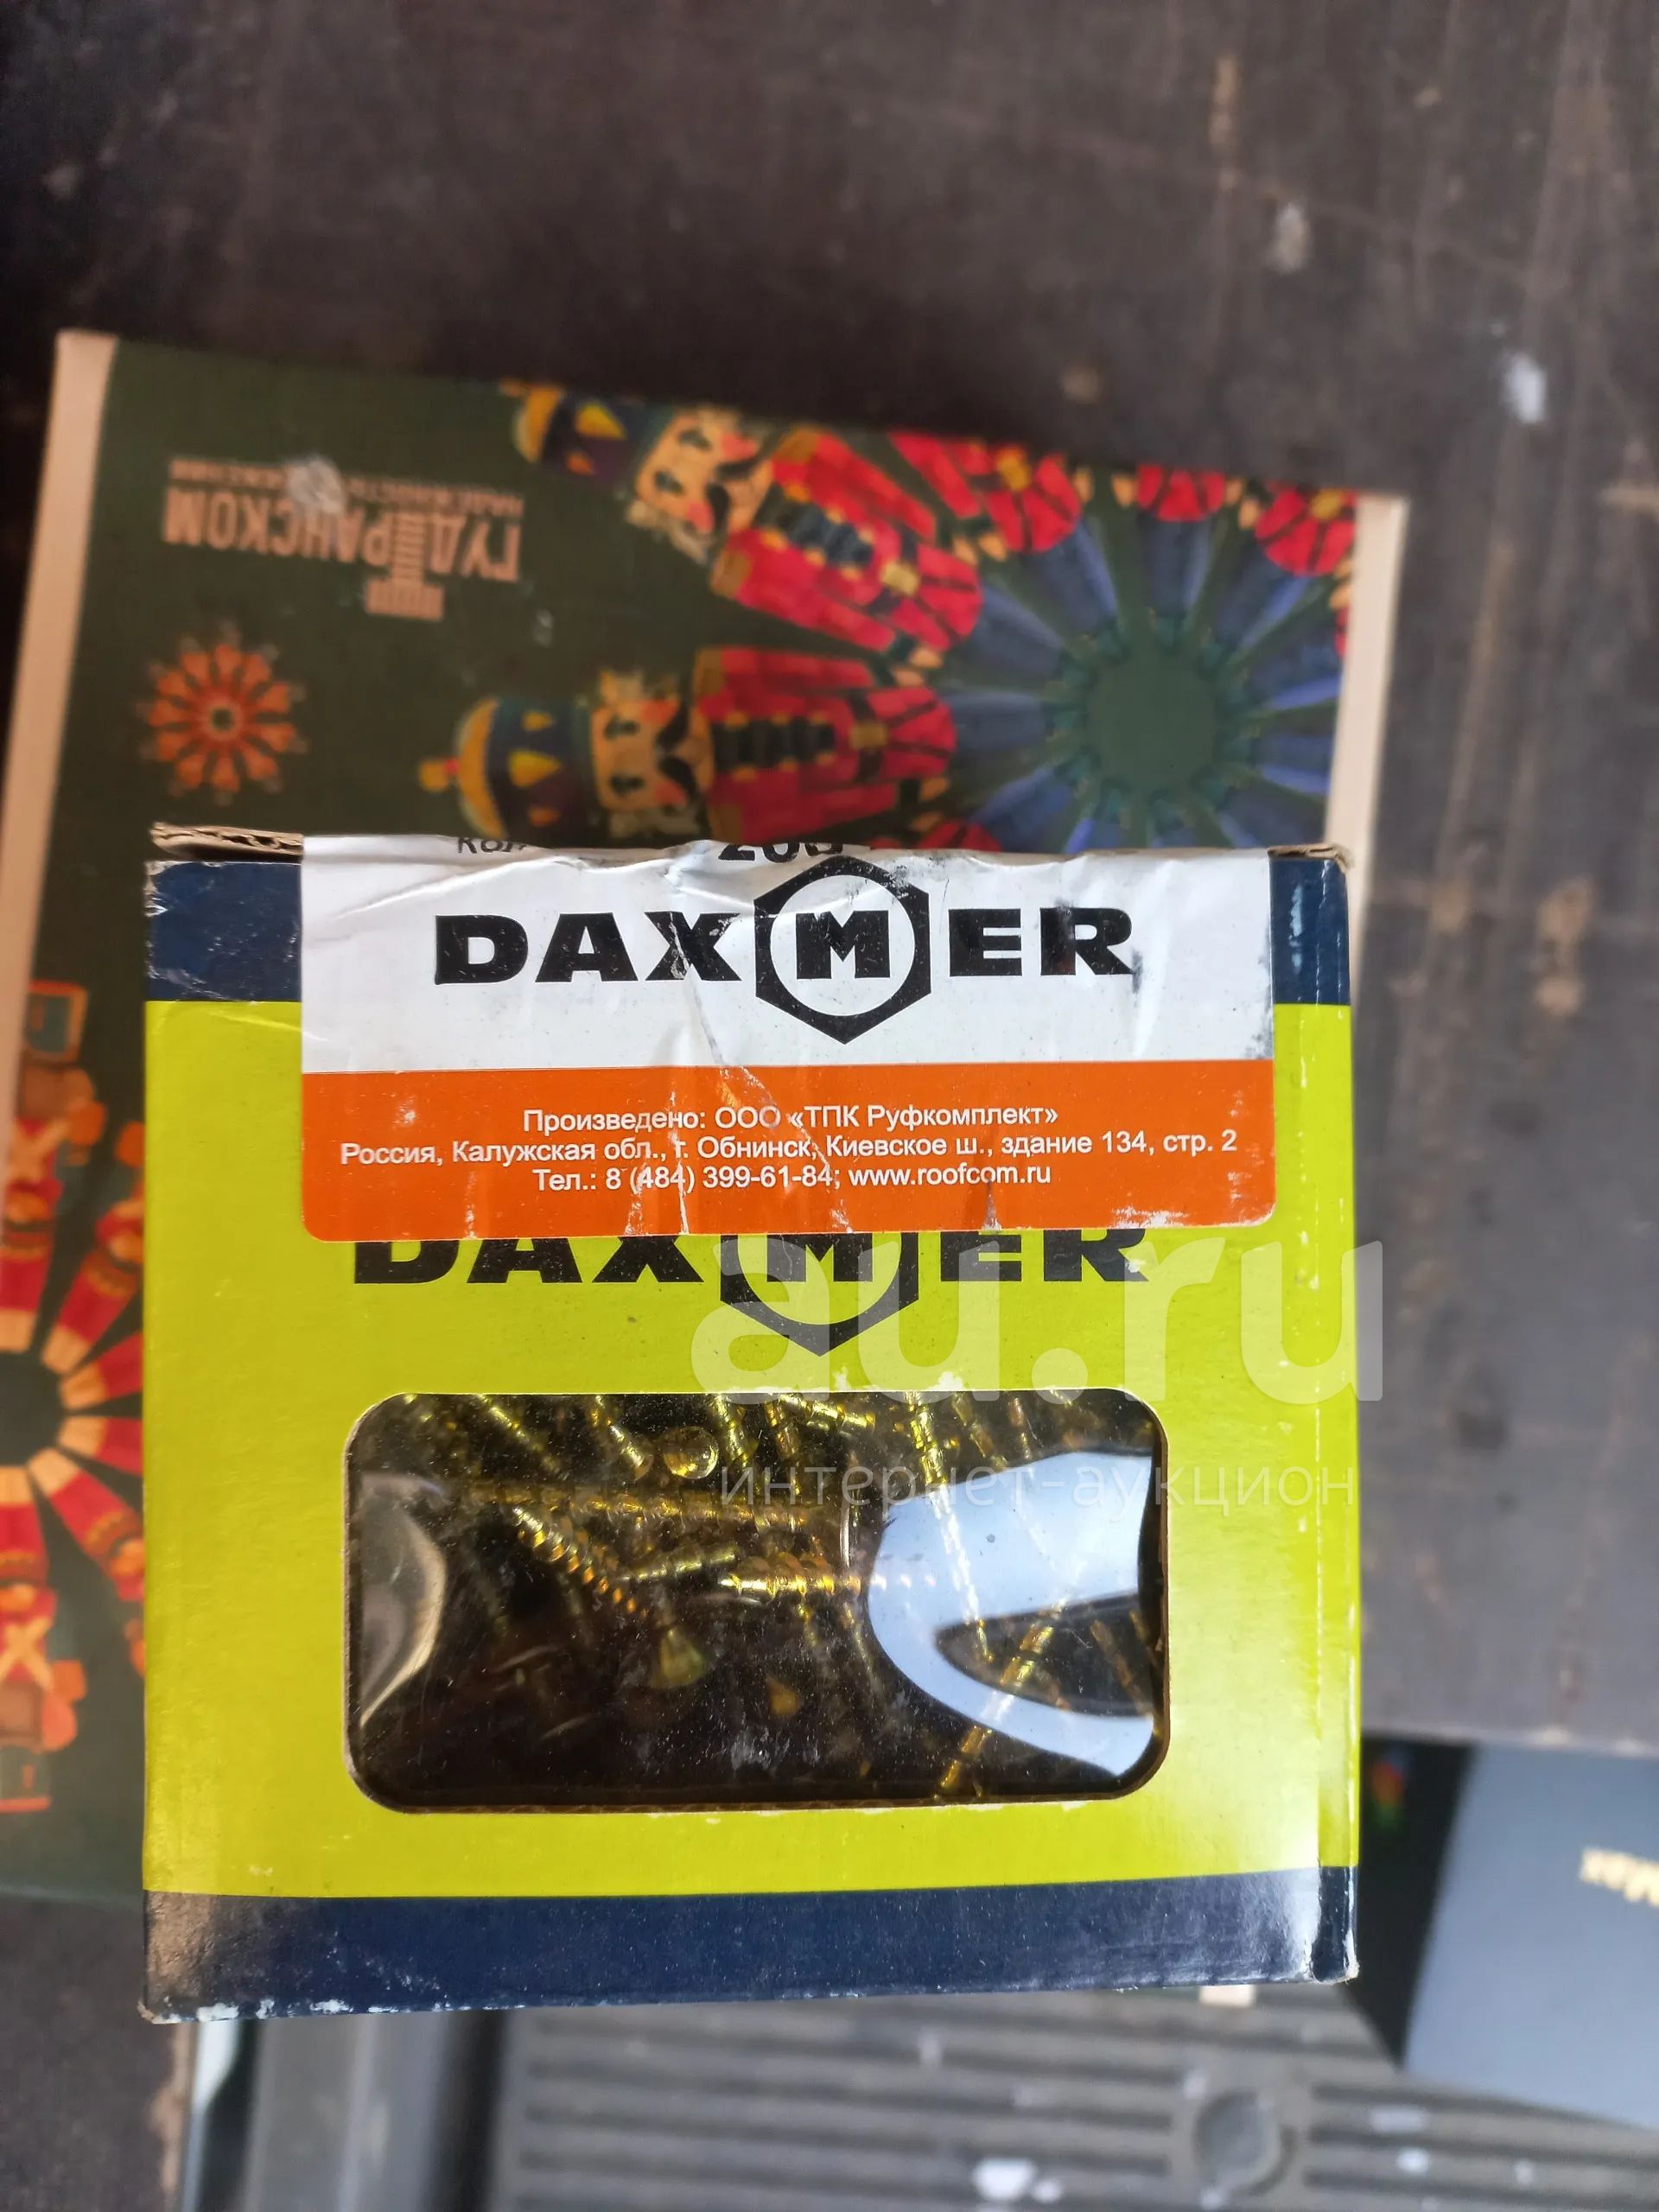 ГУДРАНСКОМ
DAXMER
Произведено: ООО «ТПК Руфкомплект»
Россия, Калужская обл., г. Обнинск, Киевское ш., здание 134, стр. 2
Тел.: 8 (484) 399-61-84; www.roofcom.ru
DAXMER
au.ru
интернет-аукцион